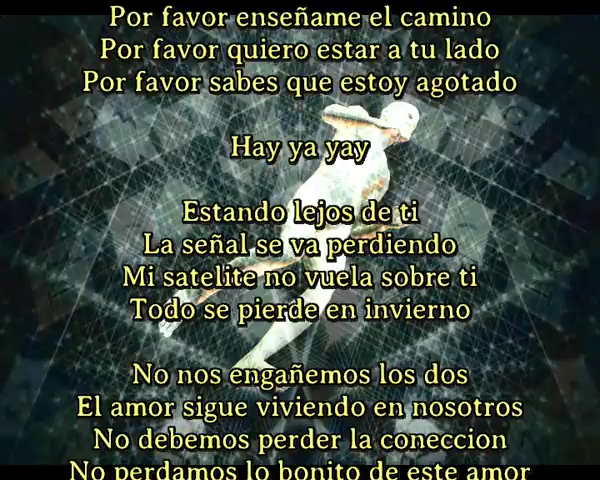 Por favor enseñame el camino
Por favor quiero estar a tu lado
Por favor sabes que estoy agotado
Hay ya yay
Estando lejos de ti
La señal se va perdiendo
Mi satelite no vuela sobre ti
Todo se pierde en invierno
No nos engañemos los dos
El amor sigue viviendo en nosotros
No debemos perder la coneccion
No perdamos lo bonito de este amor